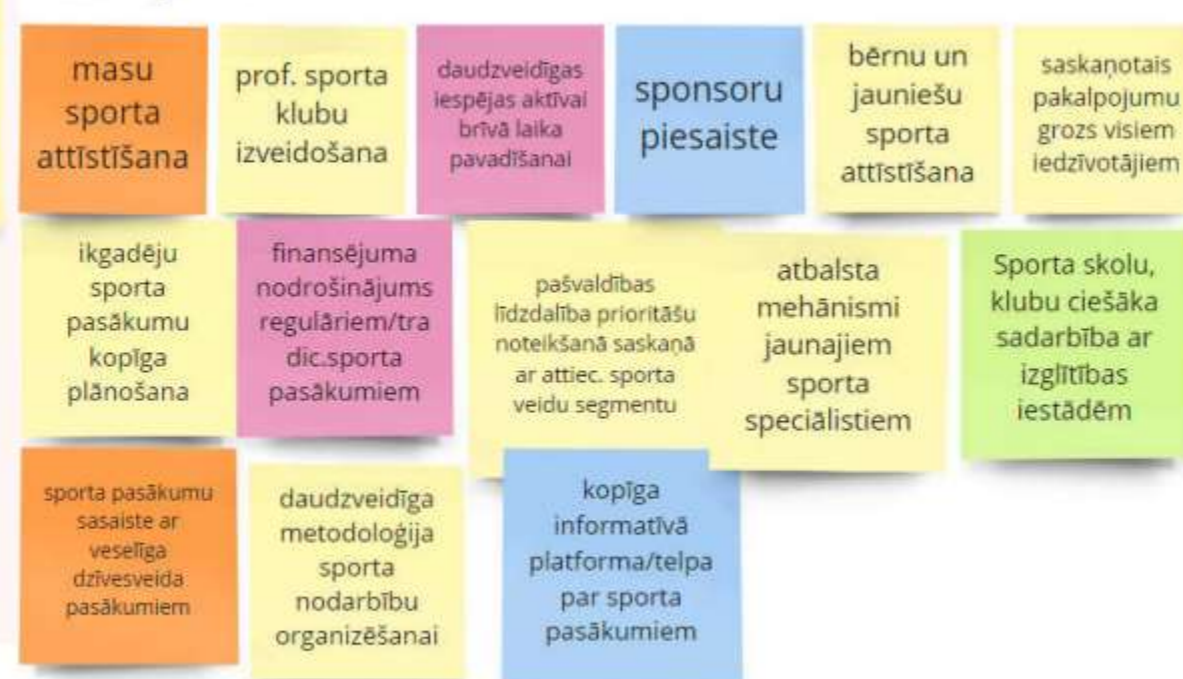 masu
sporta
attīstīšana
prof. sporta
klubu
izveidošana
daudzveidīgas
iespējas aktīvai
brīvā laika
pavadīšanai
sponsoru
piesaiste
bērnu un
jauniešu
sporta
attīstīšana
saskaņotais
pakalpojumu
grozs visiem
iedzīvotājiem
ikgadēju
sporta
pasākumu
kopīga
plānošana
finansējuma
nodrošinājums
regulāriem/tra
dic.sporta
pasākumiem
pašvaldības
līdzdalība prioritāšu
noteikšanā saskaņā
ar attiec. sporta
veidu segmentu
atbalsta
mehānismi
jaunajiem
sporta
speciālistiem
Sporta skolu,
klubu ciešāka
sadarbība ar
izglītības
iestādēm
sporta pasākumu
sasaiste ar
veselīga
dzīvesveida
pasākumiem
daudzveidīga
metodoloģija
sporta
nodarbību
organizēšanai
kopīga
informatīvā
platforma/telpa
par sporta
pasākumiem